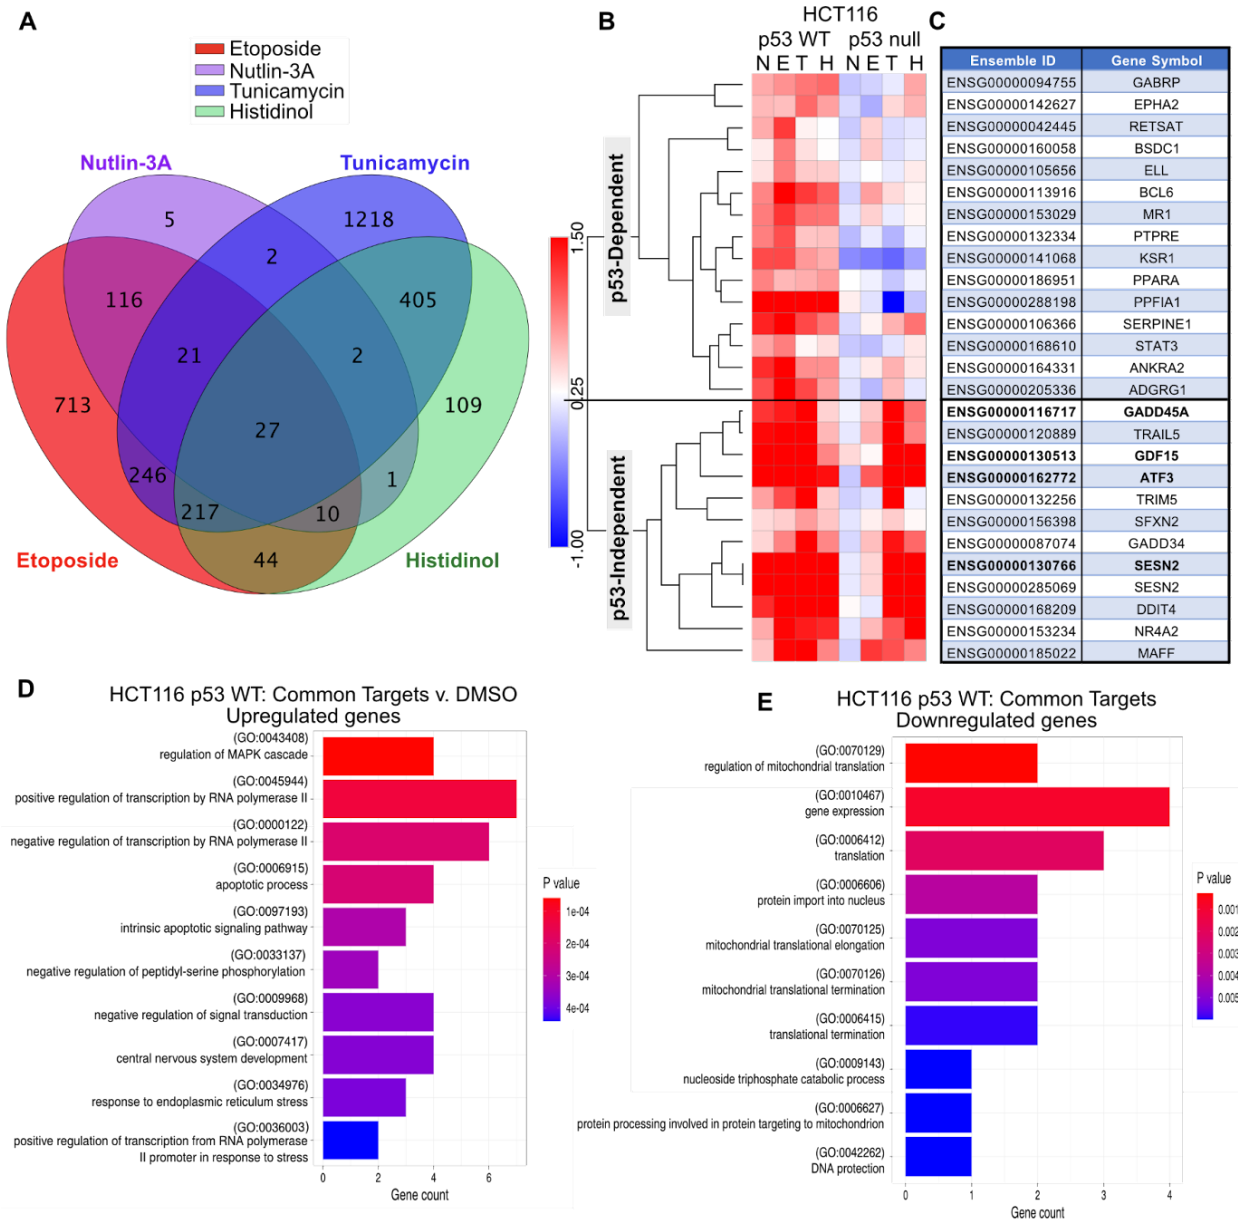 A
Etoposide
Nutlin-3A
Tunicamycin
Histidinol
Nutlin-3A
Tunicamycin
5
1218
2
116
405
21
2
713
109
27
246
1
217
10
44
Etoposide
Histidinol
B
HCT116
p53 WT p53 null
N E T H N E T H
1.50
0.25
-1.00
p53-Dependent
p53-Independent
C
Ensemble ID Gene Symbol
ENSG00000094755 GABRP
ENSG00000142627 EPHA2
ENSG00000042445 RETSAT
ENSG00000160058 BSDC1
ENSG00000105656 ELL
ENSG00000113916 BCL6
ENSG00000153029 MR1
ENSG00000132334 PTPRE
ENSG00000141068 KSR1
ENSG00000186951 PPARA
ENSG00000288198 PPFIA1
ENSG00000106366 SERPINE1
ENSG00000168610 STAT3
ENSG00000164331 ANKRA2
ENSG00000205336 ADGRG1
ENSG00000116717 GADD45A
ENSG00000120889 TRAIL5
ENSG00000130513 GDF15
ENSG00000162772 ATF3
ENSG00000132256 TRIM5
ENSG00000156398 SFXN2
ENSG00000087074 GADD34
ENSG00000130766 SESN2
ENSG00000285069 SESN2
ENSG00000168209 DDIT4
ENSG00000153234 NR4A2
ENSG00000185022 MAFF
D
HCT116 p53 WT: Common Targets v. DMSO
Upregulated genes
(GO:0043408)
regulation of MAPK cascade
(GO:0045944)
positive regulation of transcription by RNA polymerase II
(GO:0000122)
negative regulation of transcription by RNA polymerase II
(GO:0006915)
apoptotic process
(GO:0097193)
intrinsic apoptotic signaling pathway
(GO:0033137)
negative regulation of peptidyl-serine phosphorylation
(GO:0009968)
negative regulation of signal transduction
(GO:0007417)
central nervous system development
(GO:0034976)
response to endoplasmic reticulum stress
(GO:0036003)
positive regulation of transcription from RNA polymerase
II promoter in response to stress
0 2 4 6
Gene count
P value
1e-04
2e-04
3e-04
4e-04
E
HCT116 p53 WT: Common Targets
Downregulated genes
(GO:0070129)
regulation of mitochondrial translation
(GO:0010467)
gene expression
(GO:0006412)
translation
(GO:0006606)
protein import into nucleus
(GO:0070125)
mitochondrial translational elongation
(GO:0070126)
mitochondrial translational termination
(GO:0006415)
translational termination
(GO:0009143)
nucleoside triphosphate catabolic process
(GO:0006627)
protein processing involved in protein targeting to mitochondrion
(GO:0042262)
DNA protection
0 1 2 3 4
Gene count
P value
0.001
0.002
0.003
0.004
0.005